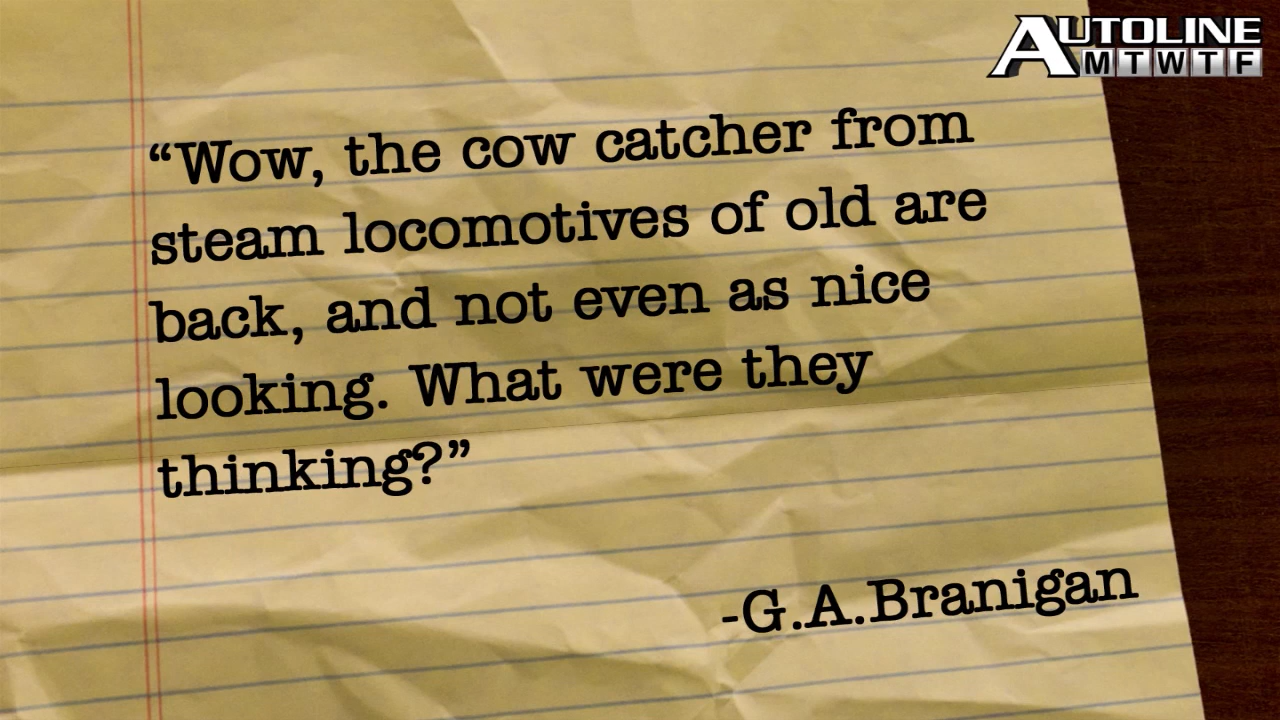 AUTOLINE
MTWTF
“Wow, the cow catcher from
steam locomotives of old are
back, and not even as nice
looking. What were they
thinking?”
-G.A.Branigan